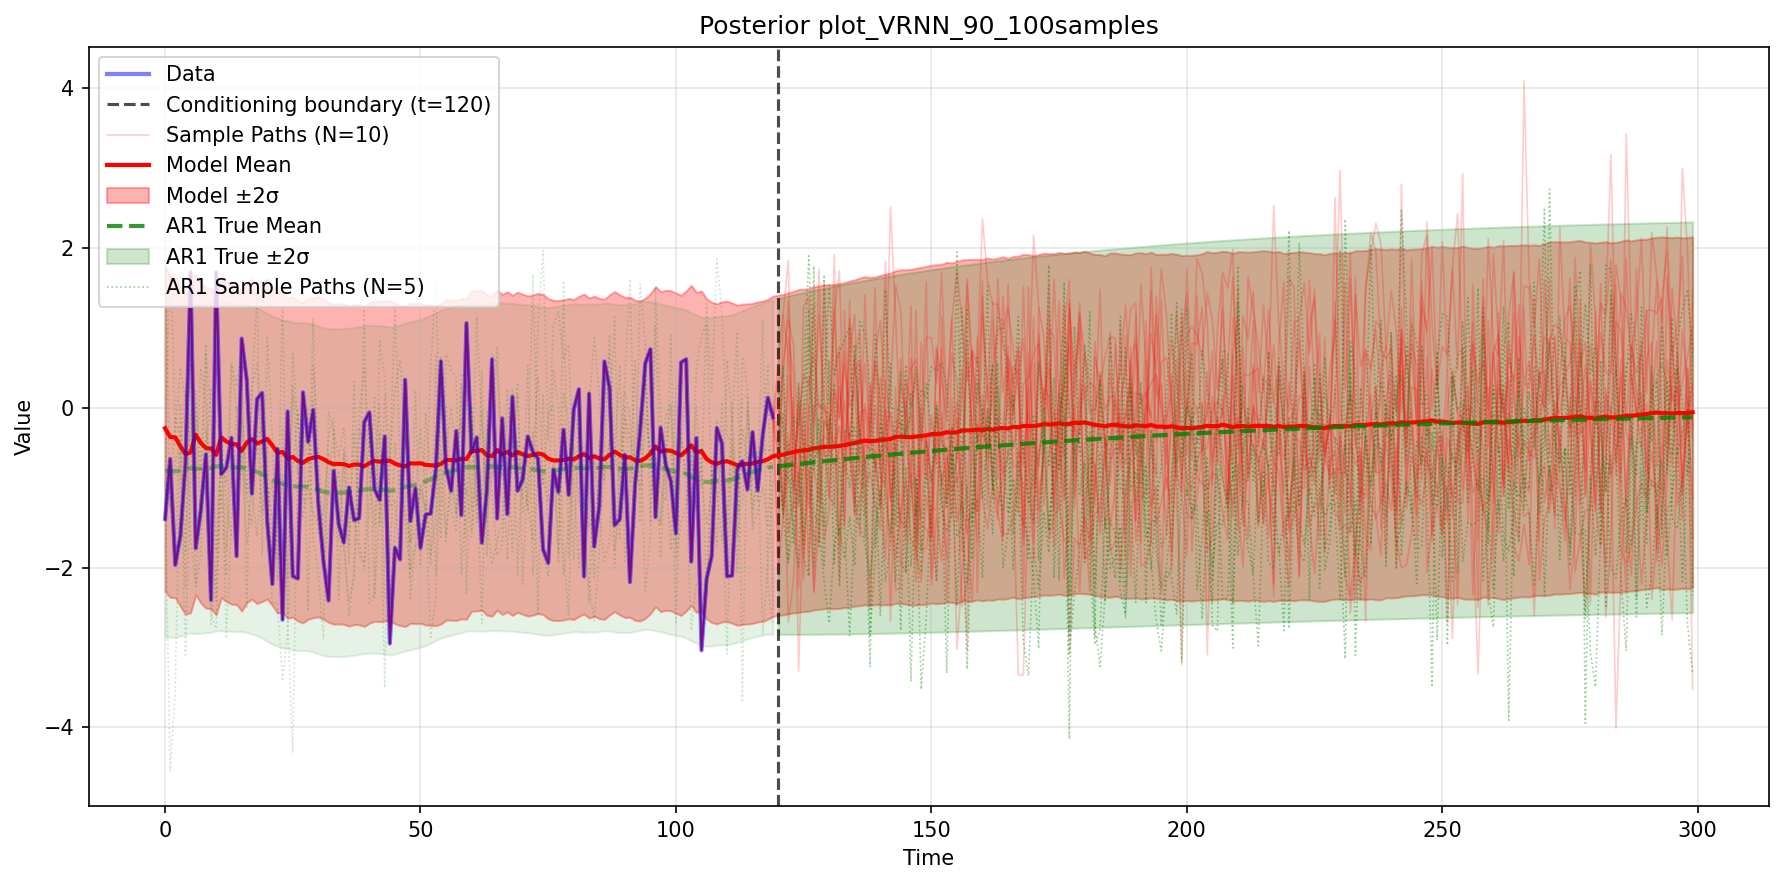 Posterior plot_VRNN_90_100samples
Data
Conditioning boundary (t=120)
Sample Paths (N=10)
Model Mean
Model ±2σ
AR1 True Mean
AR1 True ±2σ
AR1 Sample Paths (N=5)
Value
4
2
0
−2
−4
0 50 100 150 200 250 300
Time